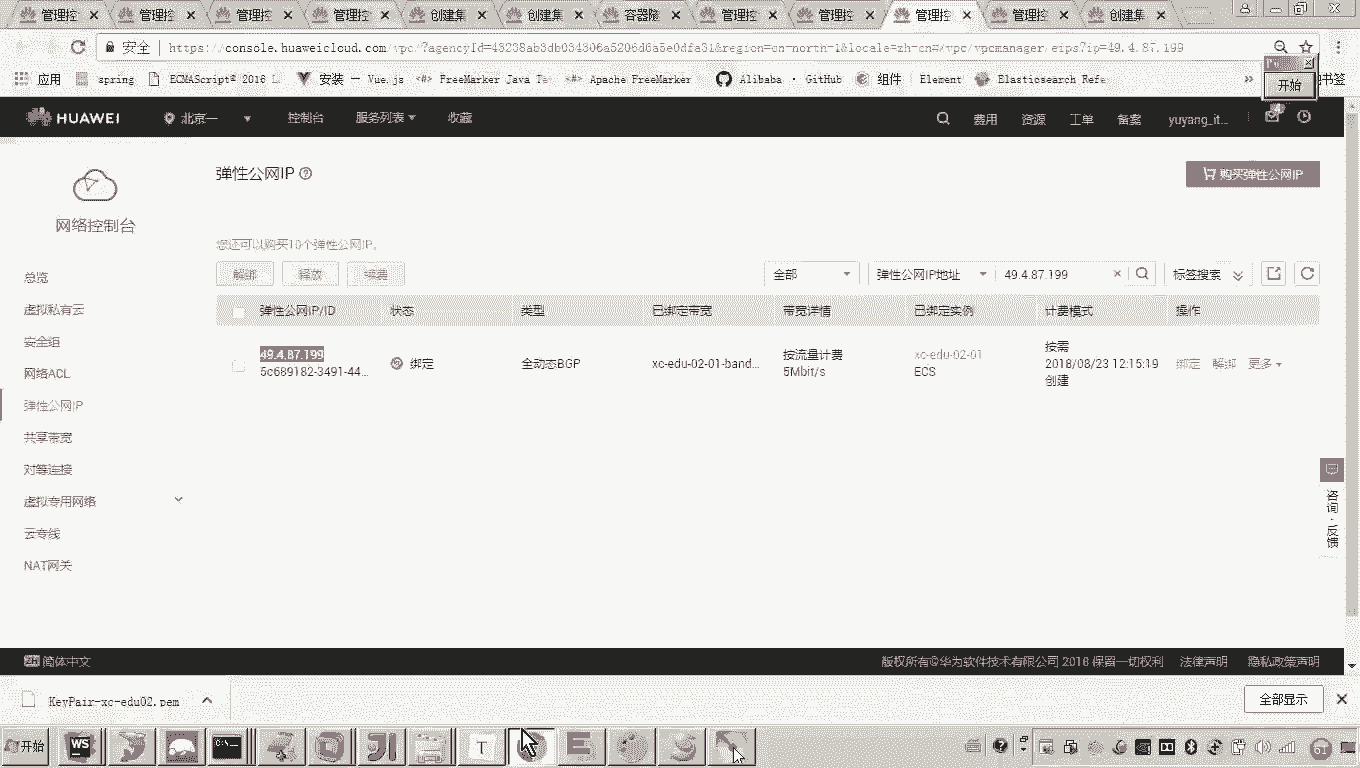 管理控 管理控 管理控 管理控 创建集 创建集 容器随 管理控 管理控 管理控 管理控 创建集
安全 https://console.huaweicloud.com/vpc/?agencyId=43238ab3db034306a5206d6a5e0dfa31&region=cn-north-1&locale=zh-cn#/vpc/vpcmanager/eips?ip=49.4.87.199
应用 spring ECMAScript® 2016 L 安装 — Vue.js FreeMarker Java Te Apache FreeMarker Alibaba · GitHub 组件 | Element Elasticsearch Refe » 书签
开始
HUAWEI 北京一 控制台 服务列表 收藏 费用 资源 工单 备案 yuyang_it... 4
网络控制台
总览
虚拟私有云
安全组
网络ACL
弹性公网IP
共享带宽
对等连接
虚拟专用网络
云专线
NAT网关
弹性公网IP
购买弹性公网IP
您还可以购买10个弹性公网IP。
解绑 释放 续费 全部 弹性公网IP地址 49.4.87.199 标签搜索
弹性公网IP/ID 状态 类型 已绑定带宽 带宽详情 已绑定实例 计费模式 操作
49.4.87.199
5c689182-3491-44...
绑定
全动态BGP
xc-edu-02-01-band...
按流量计费
5Mbit/s
xc-edu-02-01
ECS
按需
2018/08/23 12:15:19
创建
绑定 解绑 更多
咨询·反馈
简体中文 版权所有©华为软件技术有限公司 2018 保留一切权利 法律声明 隐私政策声明
KeyPair-xc-edu02.pem 全部显示
开始 WS C:\ T